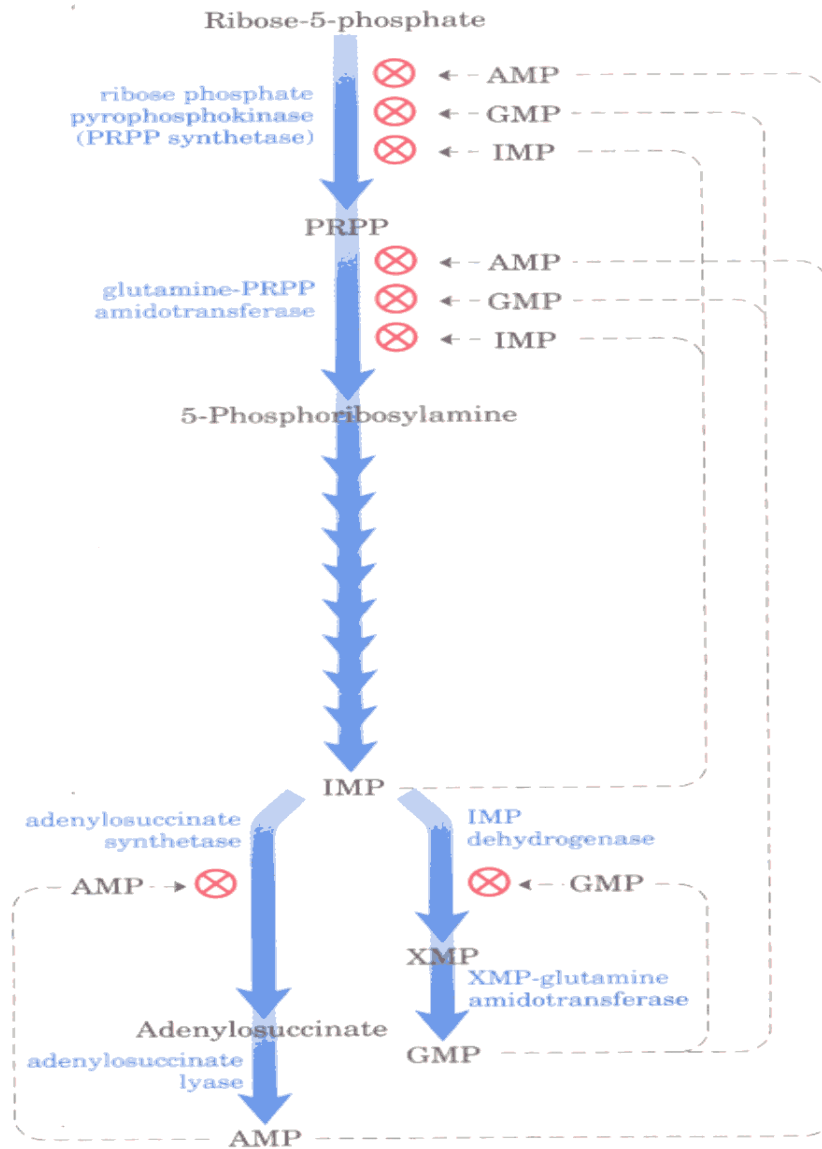 Ribose-5-phosphate
AMP
ribose phosphate
pyrophosphokinase
(PRPP synthetase)
GMP
IMP
PRPP
AMP
glutamine-PRPP
amidotransferase
GMP
IMP
5-Phosphoribosylamine
IMP
adenylosuccinate
synthetase
IMP
dehydrogenase
AMP
GMP
XMP
XMP-glutamine
amidotransferase
Adenylosuccinate
GMP
adenylosuccinate
lyase
AMP